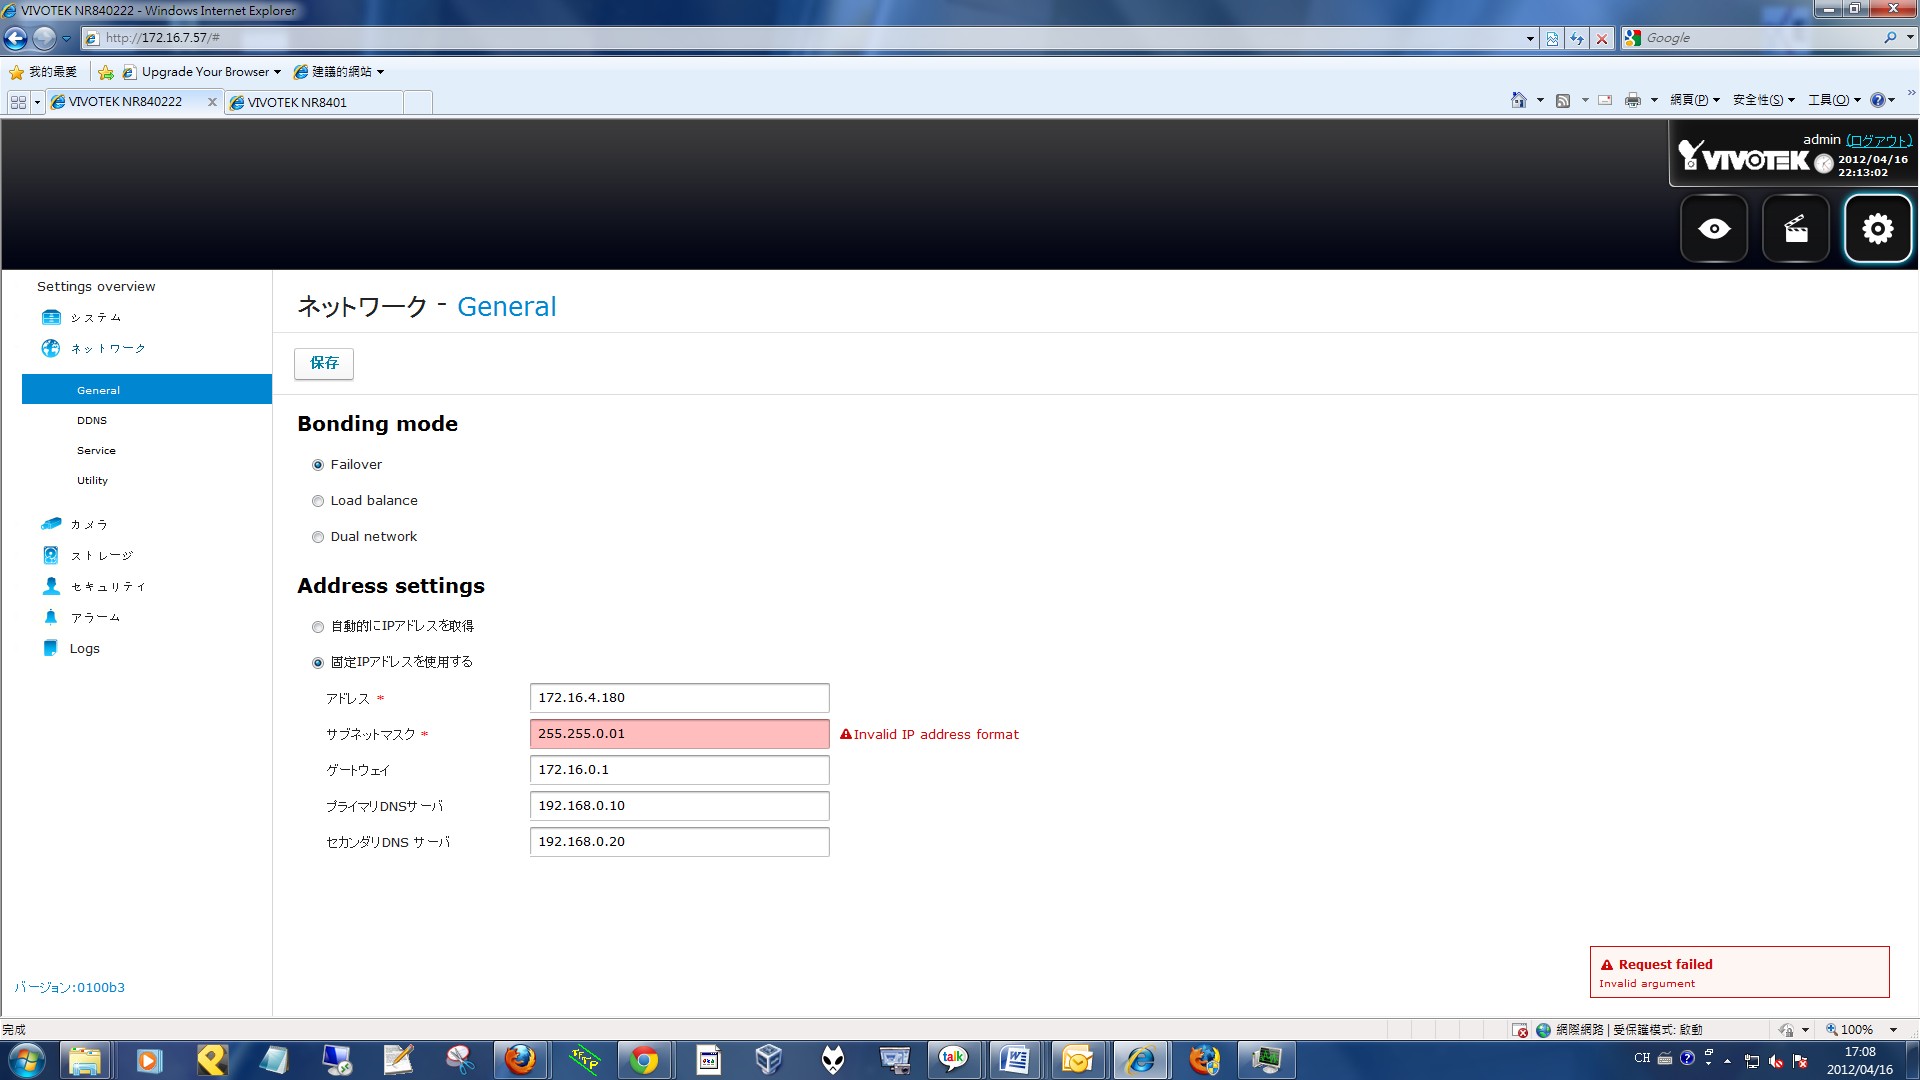 VIVOTEK NR840222 - Windows Internet Explorer
http://172.16.7.57/#
Google
我的最愛
Upgrade Your Browser
建議的網站
VIVOTEK NR840222
VIVOTEK NR8401
網頁(P)
安全性(S)
工具(O)
admin (ログアウト)
VIVOTEK
2012/04/16
22:13:02
Settings overview
システム
ネットワーク
General
DDNS
Service
Utility
カメラ
ストレージ
セキュリティ
アラーム
Logs
バージョン:0100b3
ネットワーク - General
保存
Bonding mode
Failover
Load balance
Dual network
Address settings
自動的にIPアドレスを取得
固定IPアドレスを使用する
アドレス * 172.16.4.180
サブネットマスク * 255.255.0.01 Invalid IP address format
ゲートウェイ 172.16.0.1
プライマリDNSサーバ 192.168.0.10
セカンダリDNS サーバ 192.168.0.20
Request failed
Invalid argument
完成
網際網路 | 受保護模式: 啟動
100%
talk
CH
17:08
2012/04/16